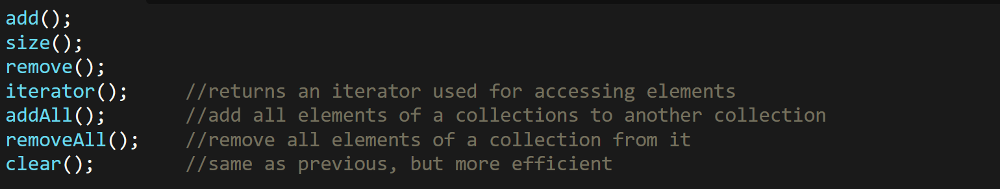 add();
size();
remove();
iterator();     //returns an iterator used for accessing elements
addAll();       //add all elements of a collections to another collection
removeAll();    //remove all elements of a collection from it
clear();        //same as previous, but more efficient